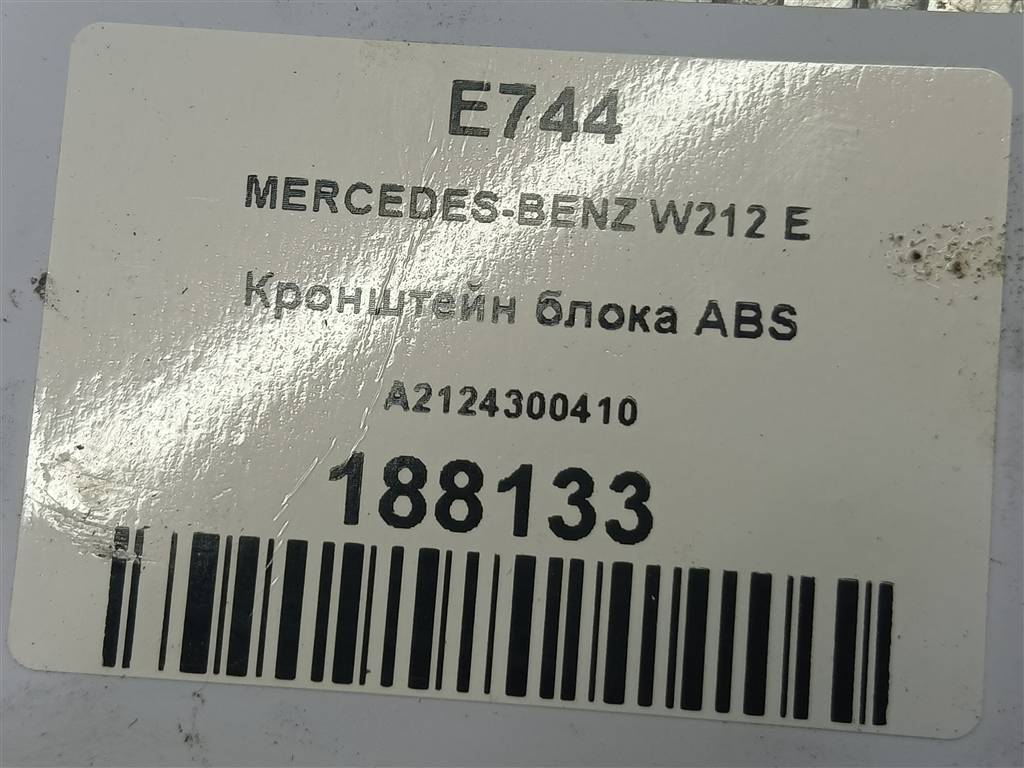 E744
MERCEDES-BENZ W212 E
Кронштейн блока ABS
A2124300410
188133